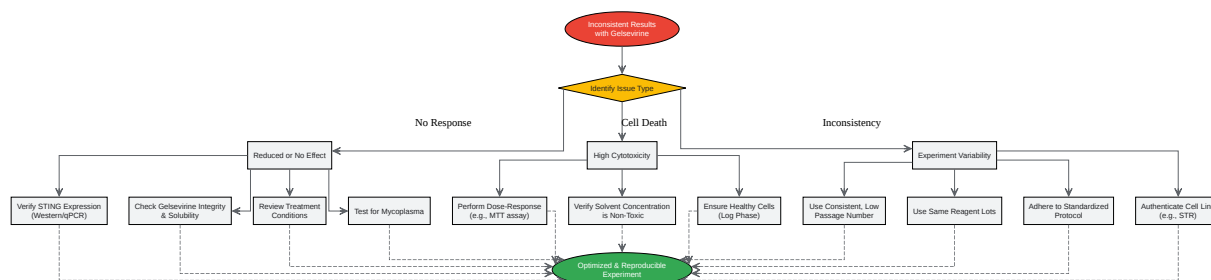 Inconsistent Results
with Gelsevirine
Identify Issue Type
No Response
Cell Death
Inconsistency
Reduced or No Effect
High Cytotoxicity
Experiment Variability
Verify STING Expression
(Western/qPCR)
Check Gelsevirine Integrity
& Solubility
Review Treatment
Conditions
Test for Mycoplasma
Perform Dose-Response
(e.g., MTT assay)
Verify Solvent Concentration
is Non-Toxic
Ensure Healthy Cells
(Log Phase)
Use Consistent, Low
Passage Number
Use Same Reagent Lots
Adhere to Standardized
Protocol
Authenticate Cell Lin
(e.g., STR)
Optimized & Reproducible
Experiment